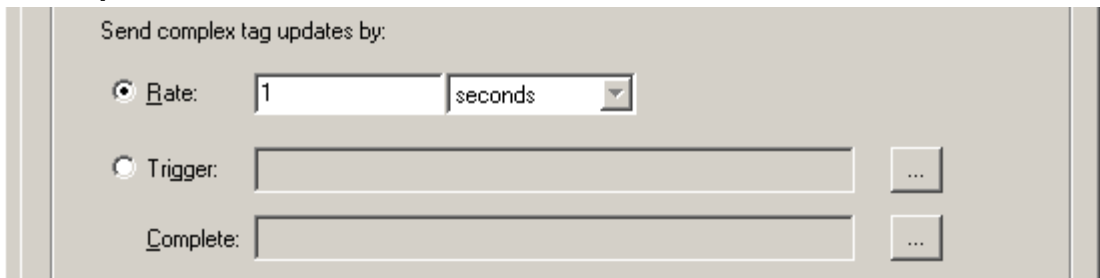 Send complex tag updates by:
Rate: 1 seconds
Trigger: ...
Complete: ...